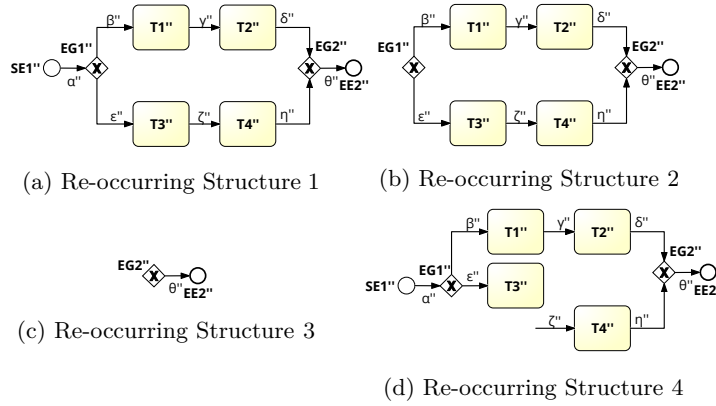 β'' T1'' γ'' T2'' δ''
EG1'' EG2''
SE1'' α'' θ'' EE2''
ε'' T3'' ζ'' T4'' η''
(a) Re-occurring Structure 1
β'' T1'' γ'' T2'' δ''
EG1'' EG2''
θ'' EE2''
ε'' T3'' ζ'' T4'' η''
(b) Re-occurring Structure 2
EG2''
θ'' EE2''
(c) Re-occurring Structure 3
β'' T1'' γ'' T2'' δ''
EG1'' EG2''
SE1'' α'' ε'' T3'' θ'' EE2
ζ'' T4'' η''
(d) Re-occurring Structure 4